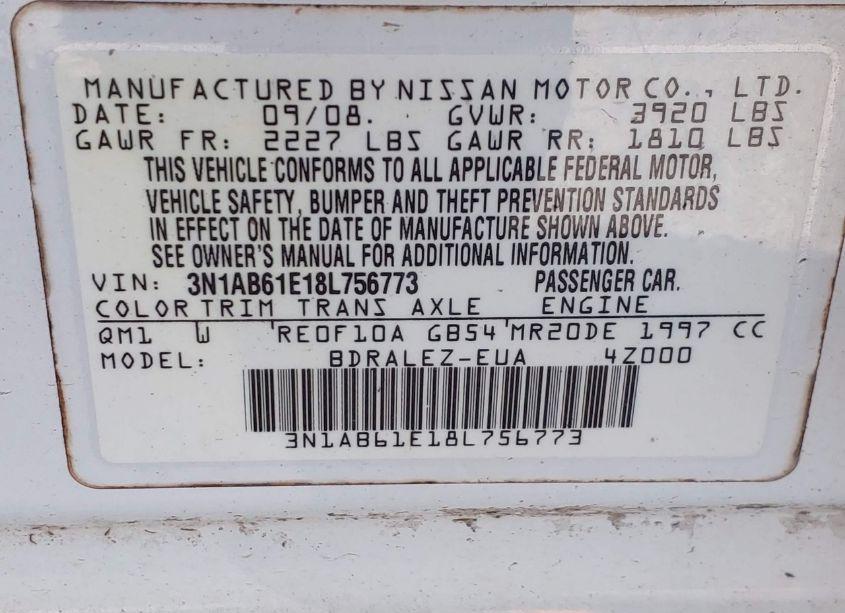 MANUFACTURED BY NISSAN MOTOR CO., LTD.
DATE: 09/08. GVWR: 3920 LBS
GAWR FR: 2227 LBS GAWR RR: 1810 LBS
THIS VEHICLE CONFORMS TO ALL APPLICABLE FEDERAL MOTOR,
VEHICLE SAFETY, BUMPER AND THEFT PREVENTION STANDARDS
IN EFFECT ON THE DATE OF MANUFACTURE SHOWN ABOVE.
SEE OWNER'S MANUAL FOR ADDITIONAL INFORMATION.
VIN: 3N1AB61E18L756773 PASSENGER CAR.
COLOR TRIM TRANS AXLE ENGINE
QM1 W RE0F10A GB54 MR20DE 1997 CC
MODEL: BDRALEZ-EUA 4Z000
3N1AB61E18L756773